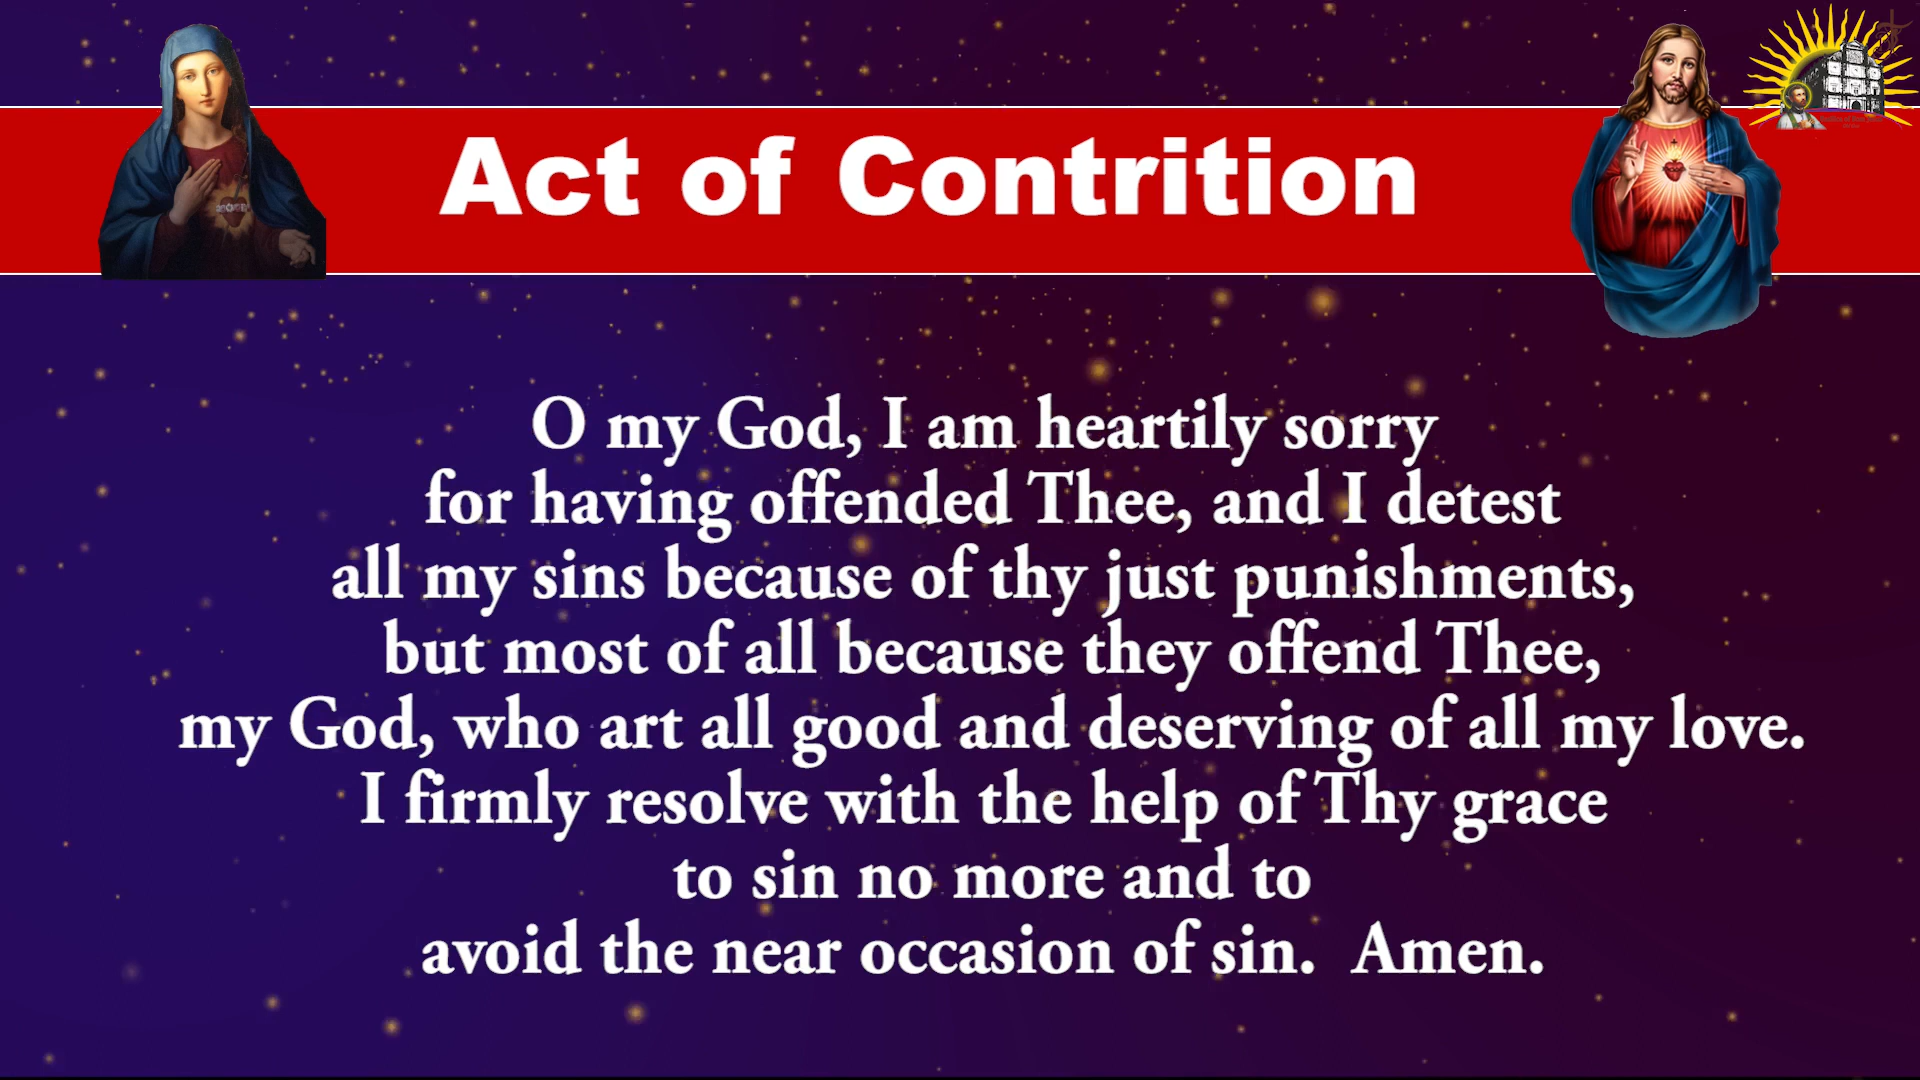 Act of Contrition
O my God, I am heartily sorry
for having offended Thee, and I detest
all my sins because of thy just punishments,
but most of all because they offend Thee,
my God, who art all good and deserving of all my love.
I firmly resolve with the help of Thy grace
to sin no more and to
avoid the near occasion of sin.  Amen.